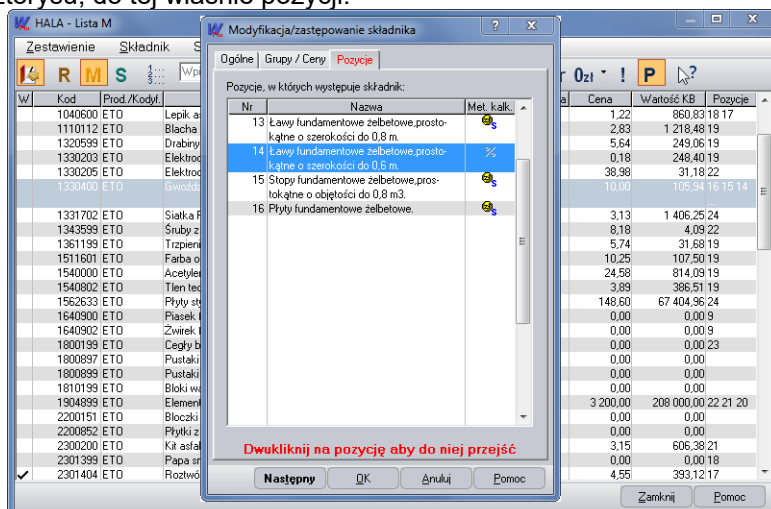 kosztorysu, do tej właśnie pozycji.
HALA - Lista M
Modyfikacja/zastępowanie składnika
Zestawienie Składnik S
Ogólne Grupy / Ceny Pozycje
R M S 0zł ! P ?
Pozycje, w których występuje składnik:
W Kod Prod./Kodyf. Cena Wartość KB Pozycje
Nr Nazwa Met. kalk.
13 Ławy fundamentowe żelbetowe,prosto-
kątne o szerokości do 0,8 m.
14 Ławy fundamentowe żelbetowe,prosto-
kątne o szerokości do 0,6 m.
15 Stopy fundamentowe żelbetowe,pros-
tokątne o objętości do 0,8 m3.
16 Płyty fundamentowe żelbetowe.
1040600 ETO Lepik 1,22 860,83 18 17
1110112 ETO Blacha 2,83 1 218,48 19
1320599 ETO Drabiny 5,64 249,06 19
1330203 ETO Elektrod 0,18 248,40 19
1330205 ETO Elektrod 38,98 31,18 22
1330400 ETO Gwoździ 10,00 105,94 16 15 14
...
1331702 ETO Siatka 3,13 1 406,25 24
1343599 ETO Śruby z 8,18 4,09 22
1361199 ETO Trzpieni 5,74 31,68 19
1511601 ETO Farba o 10,25 107,50 19
1540000 ETO Acetylen 24,58 814,09 19
1540802 ETO Tlen tec 3,89 386,51 19
1562633 ETO Płyty sty 148,60 67 404,96 24
1640900 ETO Piasek 0,00 0,00 9
1640902 ETO Żwirek 0,00 0,00 9
1800199 ETO Cegły b 0,00 0,00 23
1800897 ETO Pustaki 0,00 0,00
1800899 ETO Pustaki 0,00 0,00
1810199 ETO Bloki wa 0,00 0,00
1904899 ETO Element 3 200,00 208 000,00 22 21 20
2200151 ETO Bloczki 0,00 0,00
2200852 ETO Płytki z 0,00 0,00
2300200 ETO Kit asfal 3,15 606,38 21
2301399 ETO Papa 0,00 0,00 18
2301404 ETO Roztwó 4,55 393,12 17
Dwukliknij na pozycję aby do niej przejść
Następny OK Anuluj Pomoc
Zamknij Pomoc